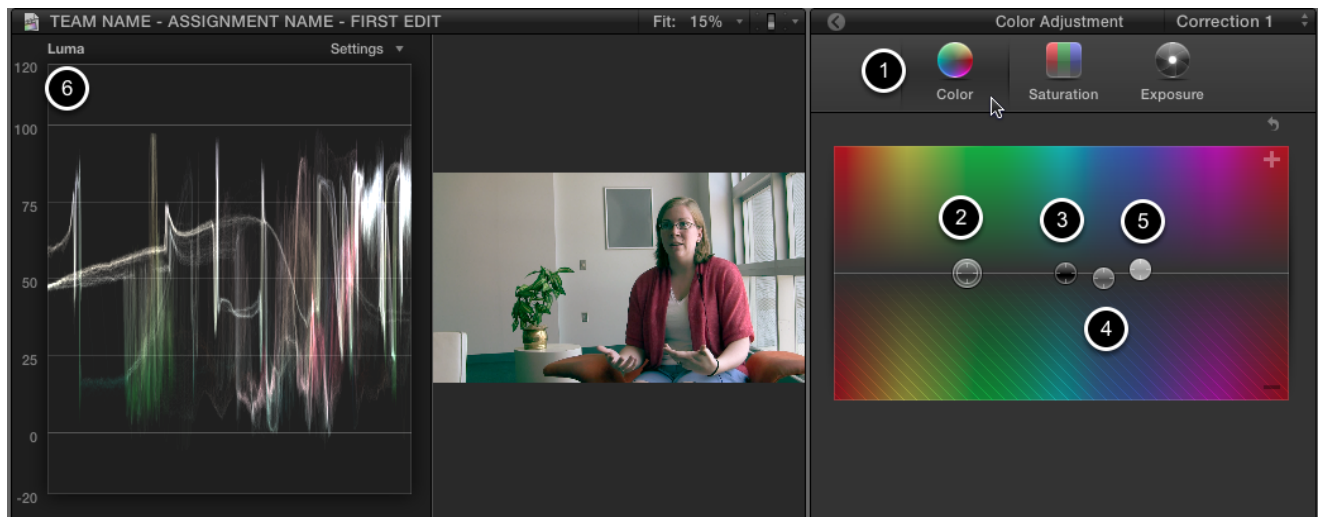 TEAM NAME - ASSIGNMENT NAME - FIRST EDIT
Fit: 15%
Color Adjustment
Correction 1
Luma
Settings
120
100
75
50
25
0
-20
6
1
Color
Saturation
Exposure
2
3
5
4